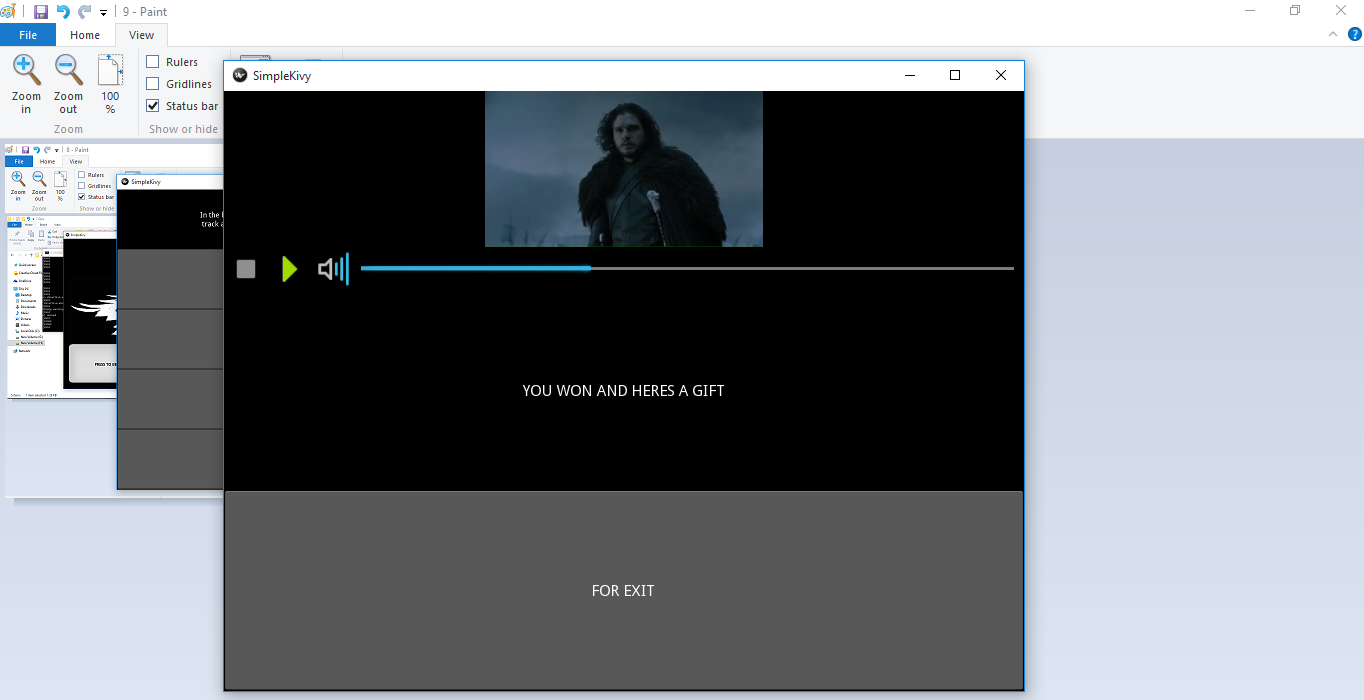 9 - Paint
File Home View
Zoom in
Zoom out
100 %
Rulers
Gridlines
Status bar
Zoom
Show or hide
8 - Paint
File Home View
Zoom in
Zoom out
100 %
Rulers
Gridlines
Status bar
Zoom
Show or hide
SimpleKivy
In the
track
SimpleKivy
YOU WON AND HERES A GIFT
FOR EXIT